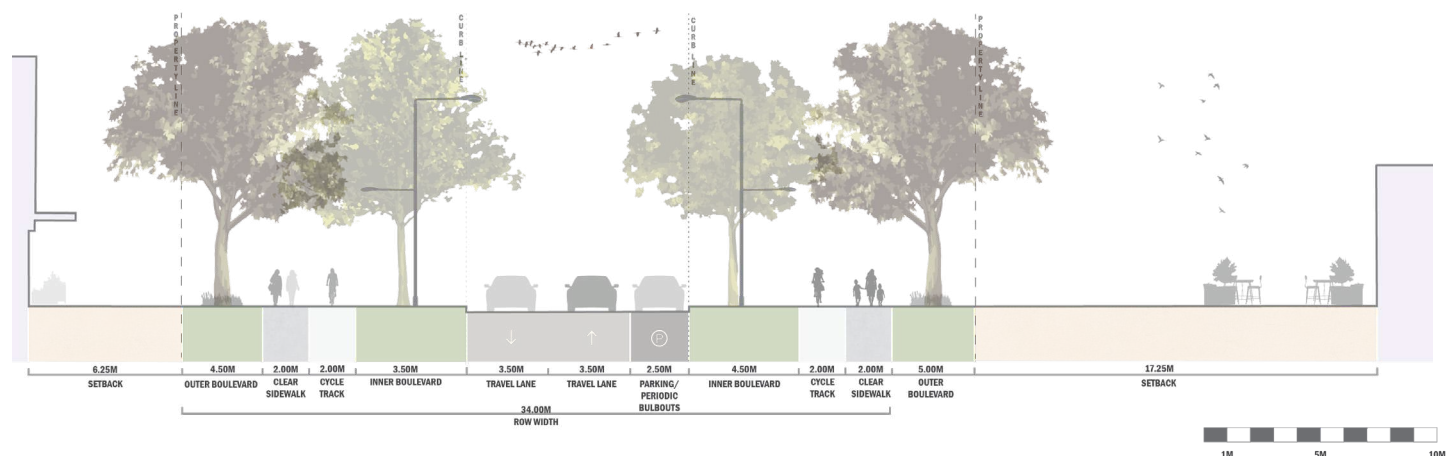 PROPERTY LINE
CURB LINE
CURB LINE
PROPERTY LINE
P
6.25M
SETBACK
4.50M
OUTER BOULEVARD
2.00M
CLEAR
SIDEWALK
2.00M
CYCLE
TRACK
3.50M
INNER BOULEVARD
3.50M
TRAVEL LANE
3.50M
TRAVEL LANE
2.50M
PARKING/
PERIODIC
BULBOUTS
4.50M
INNER BOULEVARD
2.00M
CYCLE
TRACK
2.00M
CLEAR
SIDEWALK
5.00M
OUTER
BOULEVARD
17.25M
SETBACK
34.00M
ROW WIDTH
1M 5M 10M